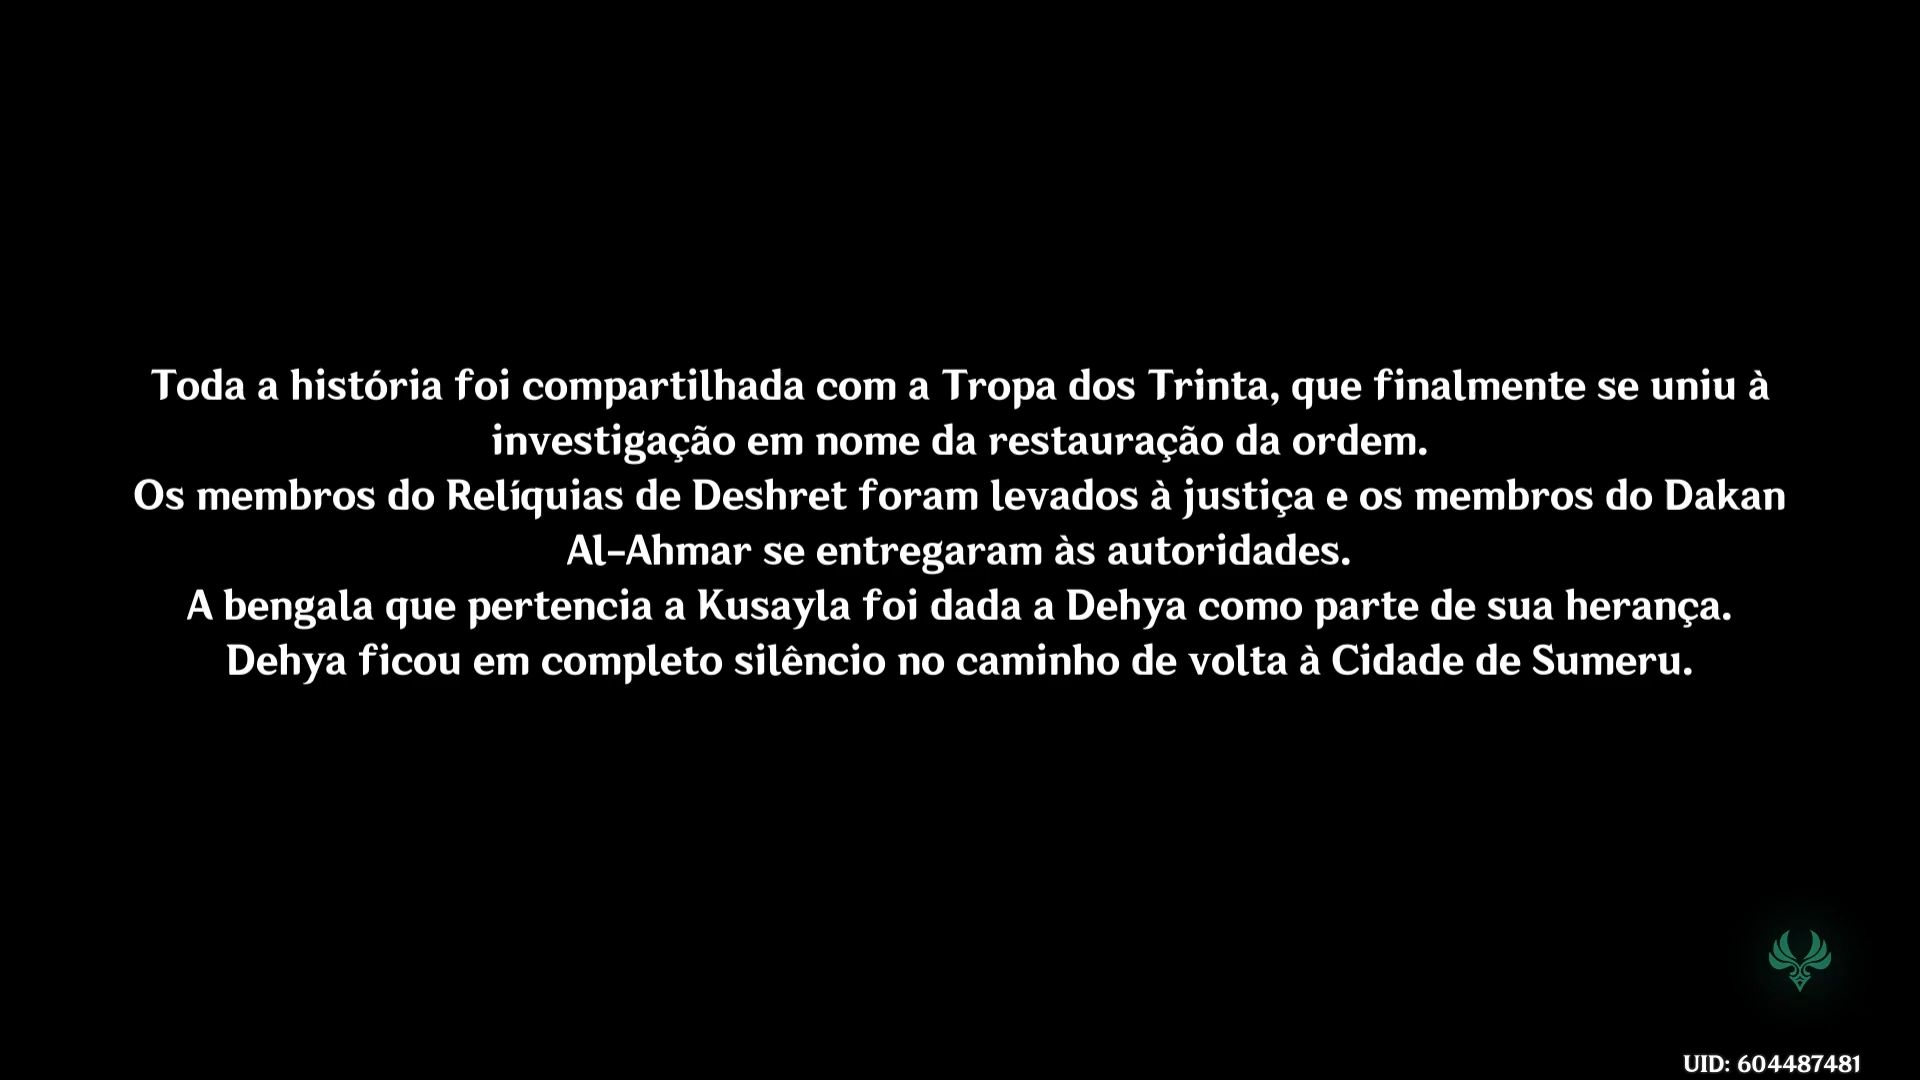 Toda a história foi compartilhada com a Tropa dos Trinta, que finalmente se uniu à
investigação em nome da restauração da ordem.
Os membros do Relíquias de Deshret foram levados à justiça e os membros do Dakan
Al-Ahmar se entregaram às autoridades.
A bengala que pertencia a Kusayla foi dada a Dehya como parte de sua herança.
Dehya ficou em completo silêncio no caminho de volta à Cidade de Sumeru.
UID: 604487481